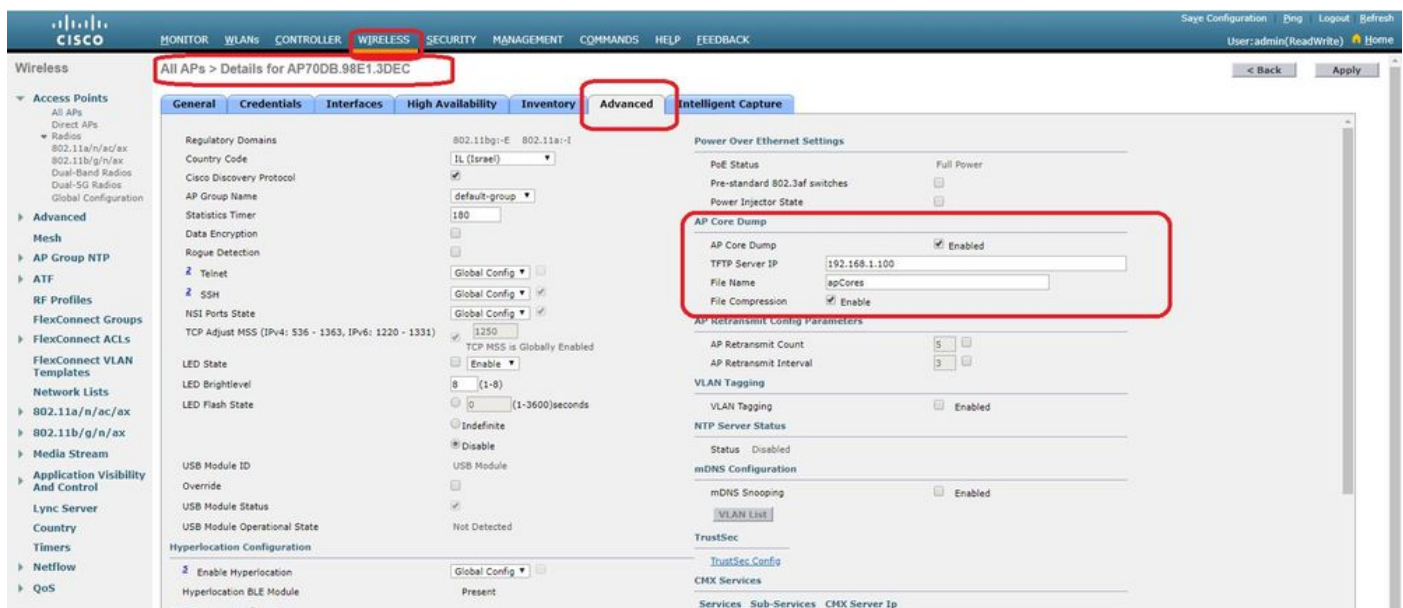 Save Configuration Ping Logout Refresh
CISCO MONITOR WLANs CONTROLLER WIRELESS SECURITY MANAGEMENT COMMANDS HELP FEEDBACK User:admin(ReadWrite) Home
Wireless
All APs > Details for AP70DB.98E1.3DEC
< Back Apply
Access Points
All APs
Direct APs
Radios
802.11a/n/ac/ax
802.11b/g/n/ax
Dual-Band Radios
Dual-5G Radios
Global Configuration
Advanced
Mesh
AP Group NTP
ATF
RF Profiles
FlexConnect Groups
FlexConnect ACLs
FlexConnect VLAN
Templates
Network Lists
802.11a/n/ac/ax
802.11b/g/n/ax
Media Stream
Application Visibility
And Control
Lync Server
Country
Timers
Netflow
QoS
General Credentials Interfaces High Availability Inventory Advanced Intelligent Capture
Regulatory Domains 802.11bg:-E 802.11a:-I
Country Code IL (Israel)
Cisco Discovery Protocol
AP Group Name default-group
Statistics Timer 180
Data Encryption
Rogue Detection
2 Telnet Global Config
2 SSH Global Config
NSI Ports State Global Config
TCP Adjust MSS (IPv4: 536 - 1363, IPv6: 1220 - 1331) 1250
TCP MSS is Globally Enabled
LED State Enable
LED Brightlevel 8 (1-8)
LED Flash State 0 (1-3600)seconds
Indefinite
Disable
USB Module ID USB Module
Override
USB Module Status
USB Module Operational State Not Detected
Hyperlocation Configuration
2 Enable Hyperlocation Global Config
Hyperlocation BLE Module Present
Power Over Ethernet Settings
PoE Status Full Power
Pre-standard 802.3af switches
Power Injector State
AP Core Dump
AP Core Dump Enabled
TFTP Server IP 192.168.1.100
File Name apCores
File Compression Enable
AP Retransmit Config Parameters
AP Retransmit Count 5
AP Retransmit Interval 3
VLAN Tagging
VLAN Tagging Enabled
NTP Server Status
Status Disabled
mDNS Configuration
mDNS Snooping Enabled
VLAN List
TrustSec
TrustSec Config
CMX Services
Services Sub-Services CMX Server Ip